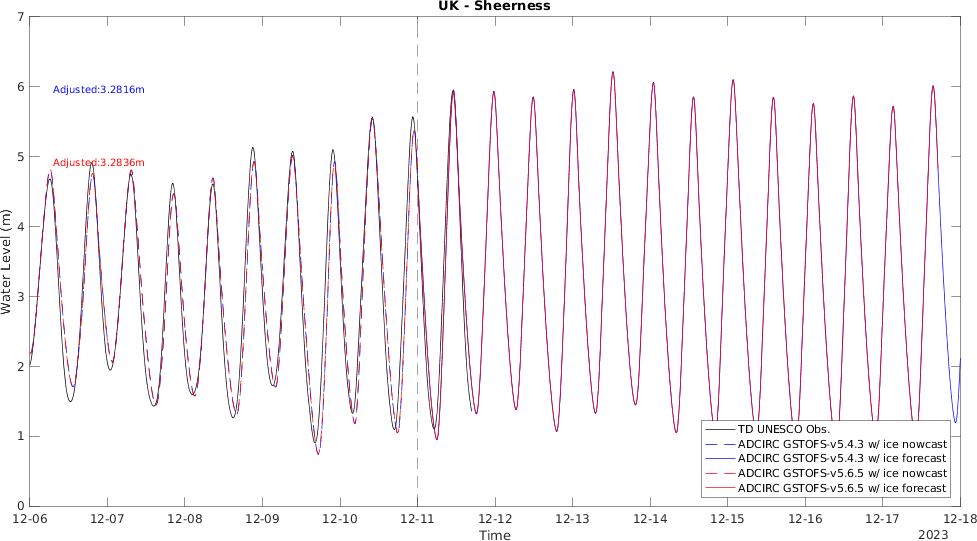 UK - Sheerness
7
6
5
4
3
2
1
0
Water Level (m)
Adjusted:3.2816m
Adjusted:3.2836m
TD UNESCO Obs.
ADCIRC GSTOFS-v5.4.3 w/ ice nowcast
ADCIRC GSTOFS-v5.4.3 w/ ice forecast
ADCIRC GSTOFS-v5.6.5 w/ ice nowcast
ADCIRC GSTOFS-v5.6.5 w/ ice forecast
12-06 12-07 12-08 12-09 12-10 12-11 12-12 12-13 12-14 12-15 12-16 12-17 12-18
Time
2023